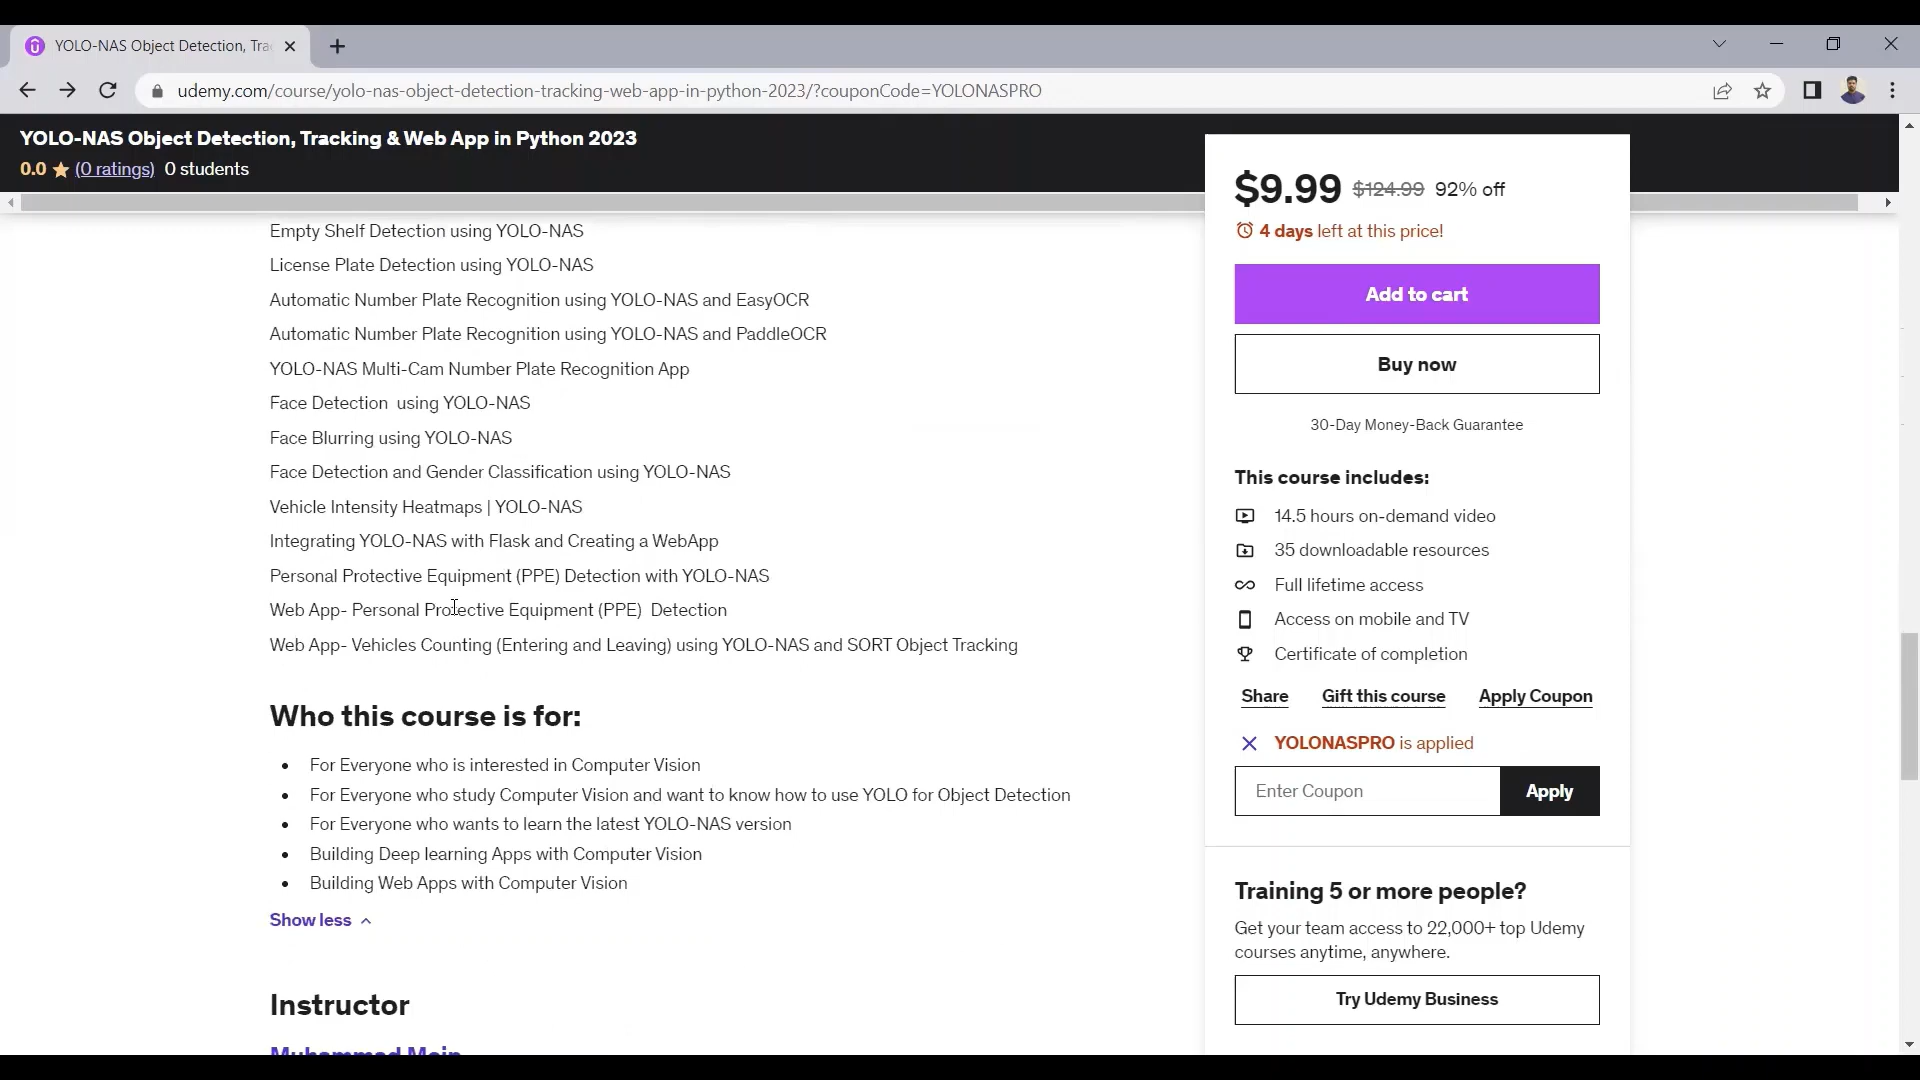 YOLO-NAS Object Detection, Tra
udemy.com/course/yolo-nas-object-detection-tracking-web-app-in-python-2023/?couponCode=YOLONASPRO
YOLO-NAS Object Detection, Tracking & Web App in Python 2023
0.0 ★ (0 ratings) 0 students
Empty Shelf Detection using YOLO-NAS
License Plate Detection using YOLO-NAS
Automatic Number Plate Recognition using YOLO-NAS and EasyOCR
Automatic Number Plate Recognition using YOLO-NAS and PaddleOCR
YOLO-NAS Multi-Cam Number Plate Recognition App
Face Detection  using YOLO-NAS
Face Blurring using YOLO-NAS
Face Detection and Gender Classification using YOLO-NAS
Vehicle Intensity Heatmaps | YOLO-NAS
Integrating YOLO-NAS with Flask and Creating a WebApp
Personal Protective Equipment (PPE) Detection with YOLO-NAS
Web App- Personal Protective Equipment (PPE)  Detection
Web App- Vehicles Counting (Entering and Leaving) using YOLO-NAS and SORT Object Tracking
Who this course is for:
• For Everyone who is interested in Computer Vision
• For Everyone who study Computer Vision and want to know how to use YOLO for Object Detection
• For Everyone who wants to learn the latest YOLO-NAS version
• Building Deep learning Apps with Computer Vision
• Building Web Apps with Computer Vision
Show less
Instructor
Muhammad Moin
$9.99 $124.99 92% off
4 days left at this price!
Add to cart
Buy now
30-Day Money-Back Guarantee
This course includes:
14.5 hours on-demand video
35 downloadable resources
Full lifetime access
Access on mobile and TV
Certificate of completion
Share Gift this course Apply Coupon
YOLONASPRO is applied
Enter Coupon Apply
Training 5 or more people?
Get your team access to 22,000+ top Udemy
courses anytime, anywhere.
Try Udemy Business